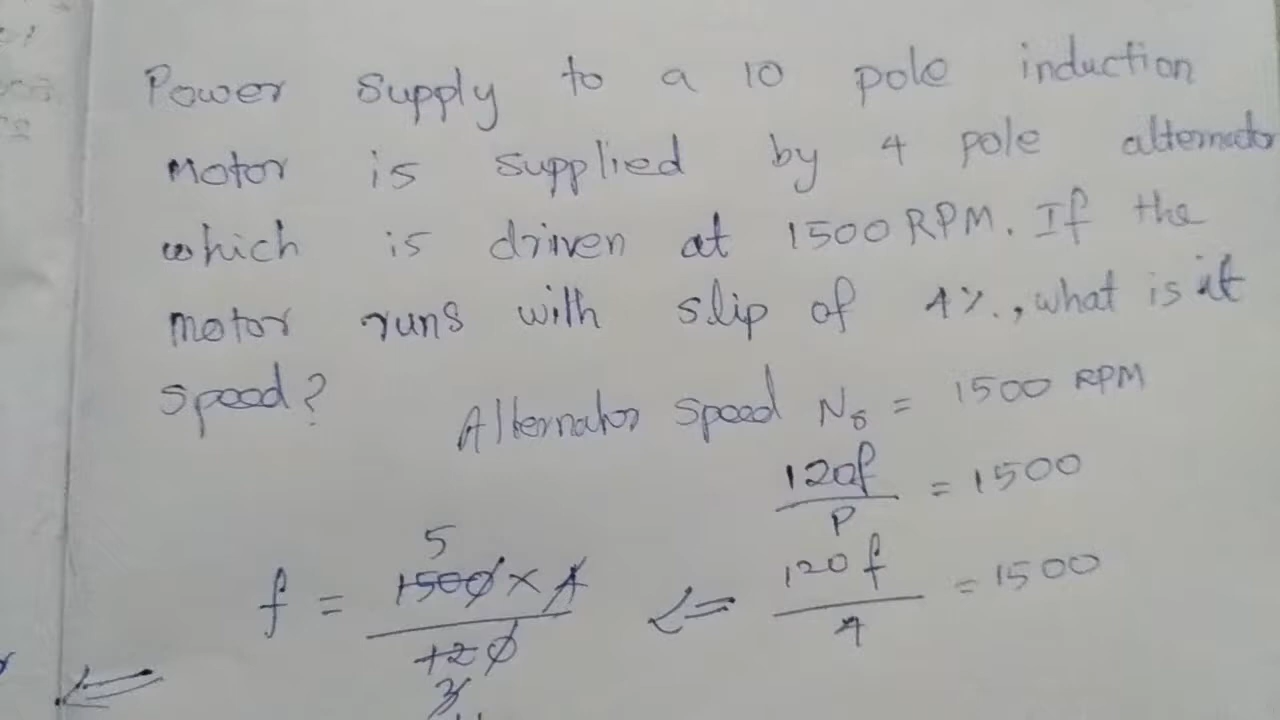 Power supply to a 10 pole induction
motor is supplied by 4 pole alternator
which is driven at 1500 RPM. If the
motor runs with slip of 4%., what is it
speed?
Alternator speed Ns = 1500 RPM
120f/P = 1500
f = 1500 × 4/120 <= 120f/4 = 1500
5
3
<=